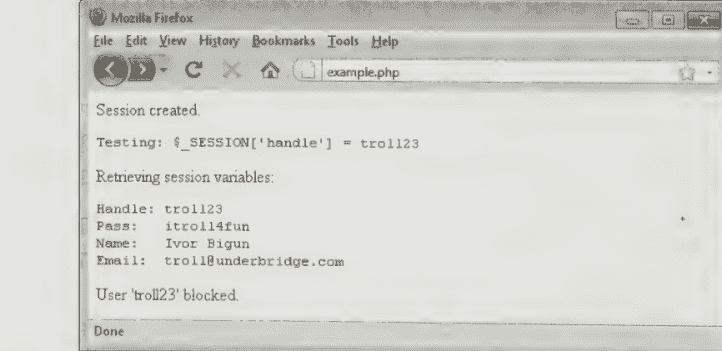 Mozilla Firefox
File Edit View History Bookmarks Tools Help
example.php
Session created.
Testing: $_SESSION['handle'] = troll23
Retrieving session variables:
Handle: troll23
Pass: itroll4fun
Name: Ivor Bigun
Email: troll@underbridge.com
User 'troll23' blocked.
Done